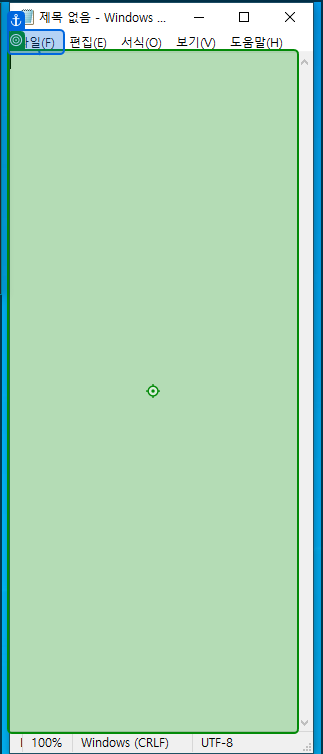 제목 없음 - Windows ...
파일(F) 편집(E) 서식(O) 보기(V) 도움말(H)
100% Windows (CRLF) UTF-8